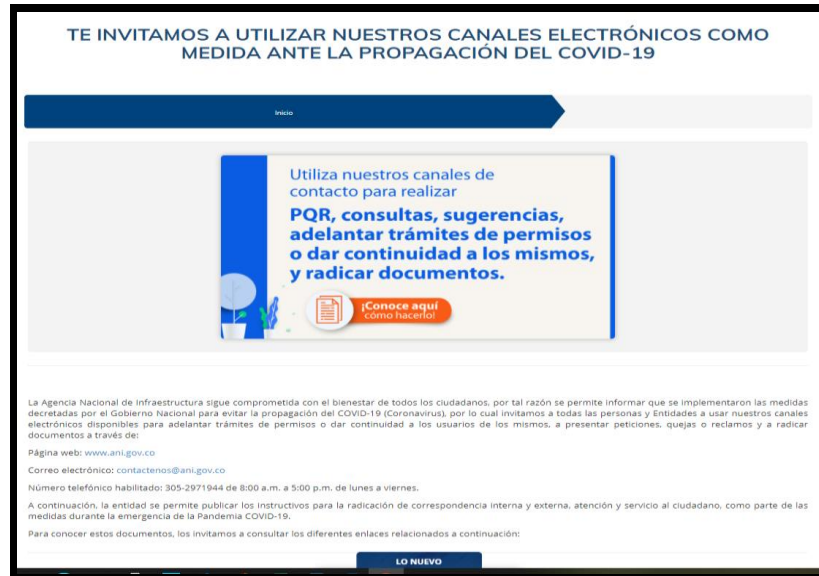 TE INVITAMOS A UTILIZAR NUESTROS CANALES ELECTRÓNICOS COMO
MEDIDA ANTE LA PROPAGACIÓN DEL COVID-19
Inicio
Utiliza nuestros canales de
contacto para realizar
PQR, consultas, sugerencias,
adelantar trámites de permisos
o dar continuidad a los mismos,
y radicar documentos.
¡Conoce aquí
cómo hacerlo!
La Agencia Nacional de Infraestructura sigue comprometida con el bienestar de todos los ciudadanos, por tal razón se permite informar que se implementaron las medidas
decretadas por el Gobierno Nacional para evitar la propagación del COVID-19 (Coronavirus), por lo cual invitamos a todas las personas y Entidades a usar nuestros canales
electrónicos disponibles para adelantar trámites de permisos o dar continuidad a los usuarios de los mismos, a presentar peticiones, quejas o reclamos y a radicar
documentos a través de:
Página web: www.ani.gov.co
Correo electrónico: contactenos@ani.gov.co
Número telefónico habilitado: 305-2971944 de 8:00 a.m. a 5:00 p.m. de lunes a viernes.
A continuación, la entidad se permite publicar los instructivos para la radicación de correspondencia interna y externa, atención y servicio al ciudadano, como parte de las
medidas durante la emergencia de la Pandemia COVID-19.
Para conocer estos documentos, los invitamos a consultar los diferentes enlaces relacionados a continuación:
LO NUEVO